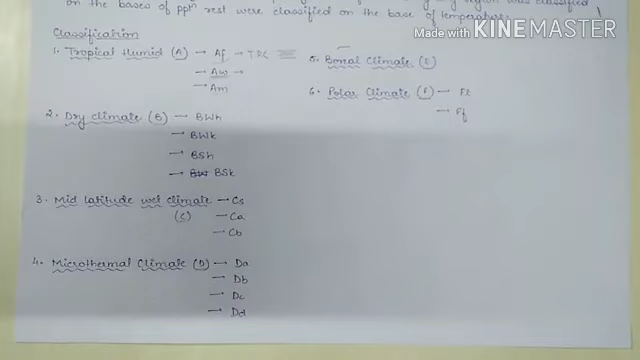 on the bases of pptⁿ rest were classified on the base of temperature.
Classification
1. Tropical Humid (A) → Af → TRC
→ Aw →
→ Am
2. Dry climate (B) → BWh
→ BWk
→ BSh
→ BSk
3. Mid latitude wet climate (C) → Cs
→ Ca
→ Cb
4. Microthermal Climate (D) → Da
→ Db
→ Dc
→ Dd
5. Boreal Climate (E)
6. Polar Climate (F) → Ft
→ Ff
Made with KINEMASTER